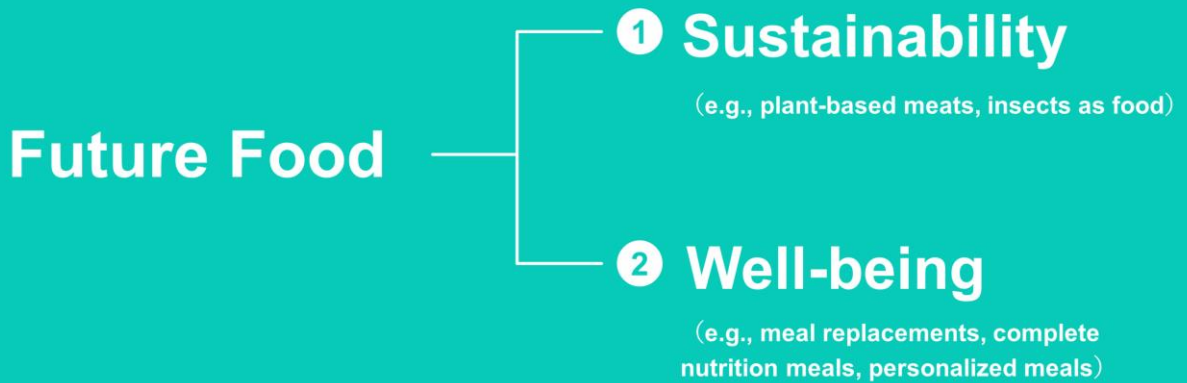 Future Food
1 Sustainability
（e.g., plant-based meats, insects as food）
2 Well-being
（e.g., meal replacements, complete
nutrition meals, personalized meals）